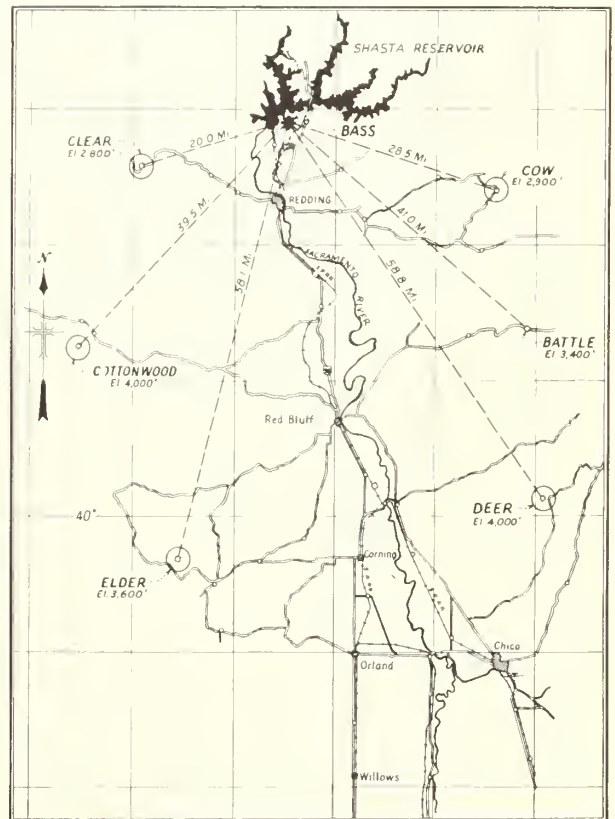 SHASTA RESERVOIR
BASS
CLEAR
El 2 800'
20.0 Mi.
28.5 Mi.
COW
El 2,900'
39.5 Mi.
41.0 Mi.
REDDING
58.1 Mi.
58.8 Mi.
SACRAMENTO
RIVER
N
BATTLE
El 3,400'
COTTONWOOD
El 4,000'
Red Bluff
40°
DEER
El 4,000'
Corning
ELDER
El 3,600'
Orland
Chico
Willows